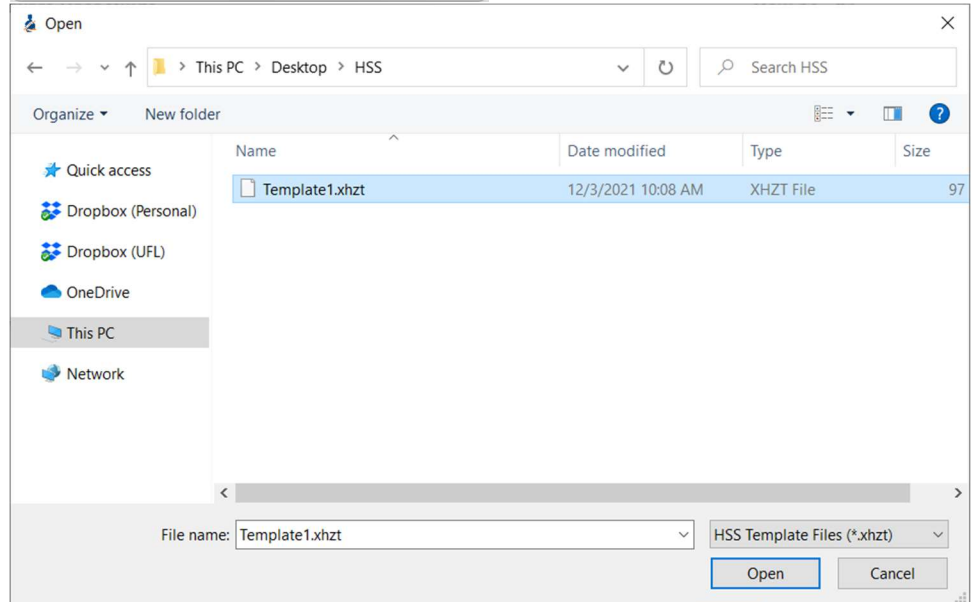 Open
This PC > Desktop > HSS
Search HSS
Organize
New folder
?
Name
Date modified
Type
Size
Quick access
Template1.xhzt
12/3/2021 10:08 AM
XHZT File
97
Dropbox (Personal)
Dropbox (UFL)
OneDrive
This PC
Network
File name: Template1.xhzt
HSS Template Files (*.xhzt)
Open
Cancel